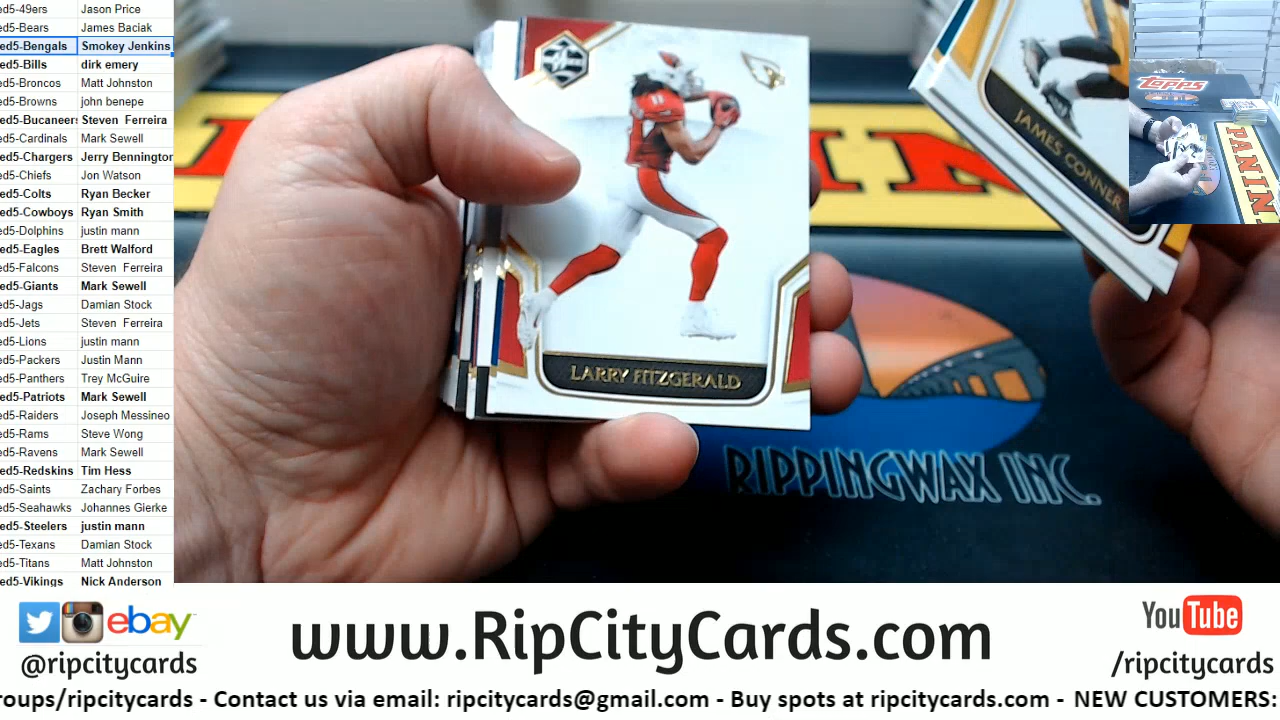 ed5-49ers Jason Price
ed5-Bears James Baciak
ed5-Bengals Smokey Jenkins
ed5-Bills dirk emery
ed5-Broncos Matt Johnston
ed5-Browns john benepe
ed5-Bucaneers Steven Ferreira
ed5-Cardinals Mark Sewell
ed5-Chargers Jerry Bennington
ed5-Chiefs Jon Watson
ed5-Colts Ryan Becker
ed5-Cowboys Ryan Smith
ed5-Dolphins justin mann
ed5-Eagles Brett Walford
ed5-Falcons Steven Ferreira
ed5-Giants Mark Sewell
ed5-Jags Damian Stock
ed5-Jets Steven Ferreira
ed5-Lions justin mann
ed5-Packers Justin Mann
ed5-Panthers Trey McGuire
ed5-Patriots Mark Sewell
ed5-Raiders Joseph Messineo
ed5-Rams Steve Wong
ed5-Ravens Mark Sewell
ed5-Redskins Tim Hess
ed5-Saints Zachary Forbes
ed5-Seahawks Johannes Gierke
ed5-Steelers justin mann
ed5-Texans Damian Stock
ed5-Titans Matt Johnston
ed5-Vikings Nick Anderson
LARRY FITZGERALD
JAMES CONNER
topps
PANINI
RIPPINGWAX INC.
ebay
@ripcitycards
www.RipCityCards.com
YouTube
/ripcitycards
roups/ripcitycards - Contact us via email: ripcitycards@gmail.com - Buy spots at ripcitycards.com - NEW CUSTOMERS: